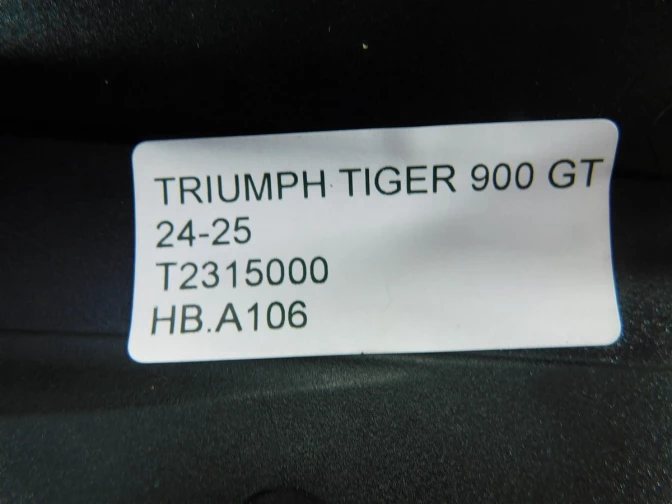 TRIUMPH TIGER 900 GT
24-25
T2315000
HB.A106